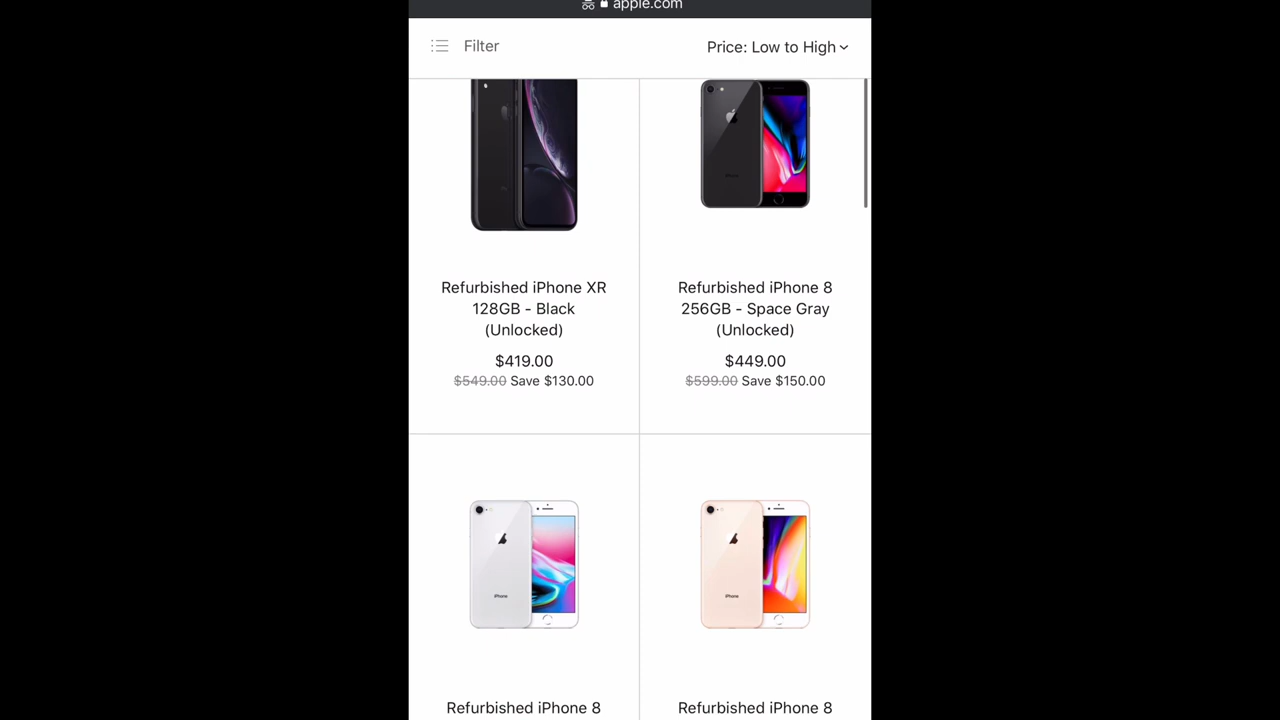 apple.com
Filter
Price: Low to High
Refurbished iPhone XR
128GB - Black
(Unlocked)
$419.00
$549.00 Save $130.00
Refurbished iPhone 8
256GB - Space Gray
(Unlocked)
$449.00
$599.00 Save $150.00
iPhone
iPhone
Refurbished iPhone 8
Refurbished iPhone 8